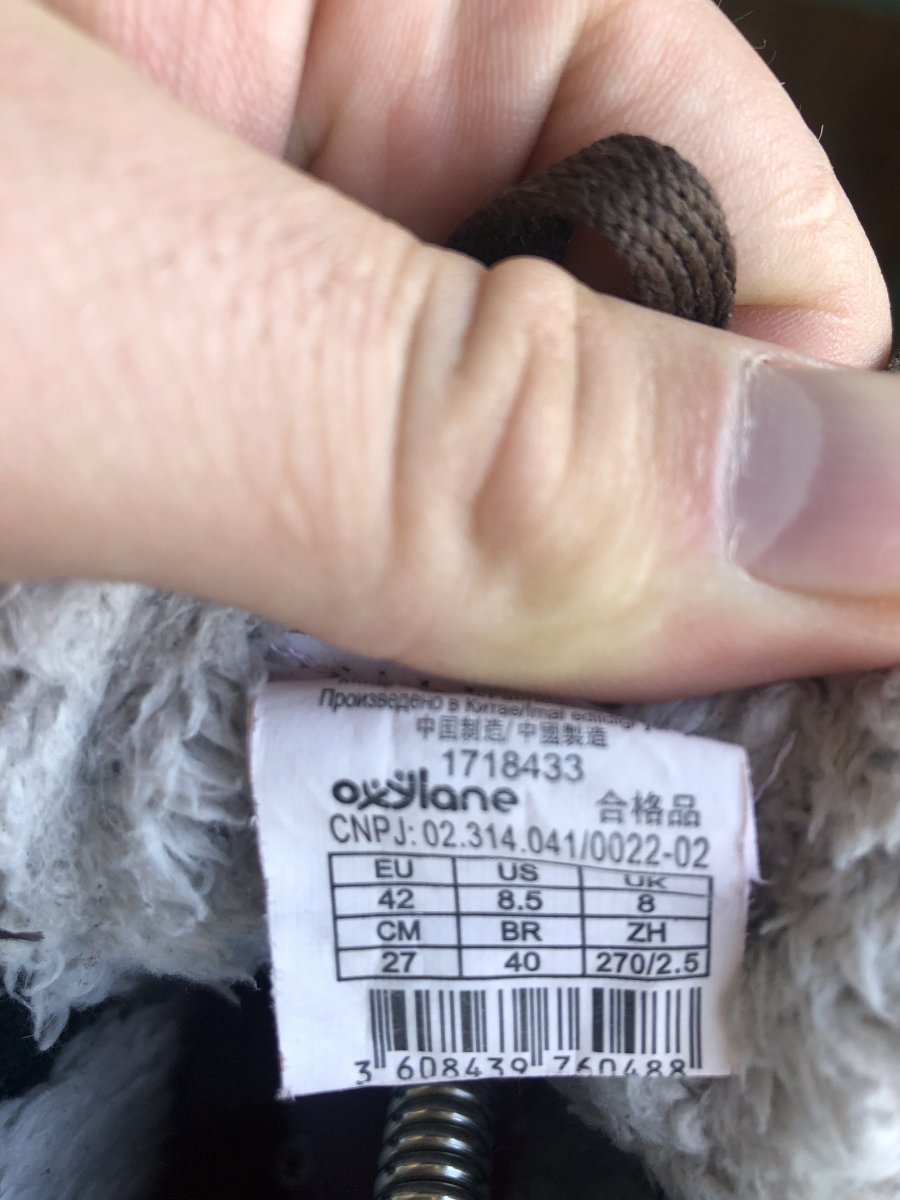 Произведено в Китае/Imal
中国制造/中國製造
1718433
oxylane 合格品
CNPJ: 02.314.041/0022-02
EU US UK
42 8.5 8
CM BR ZH
27 40 270/2.5
3 608439 760488